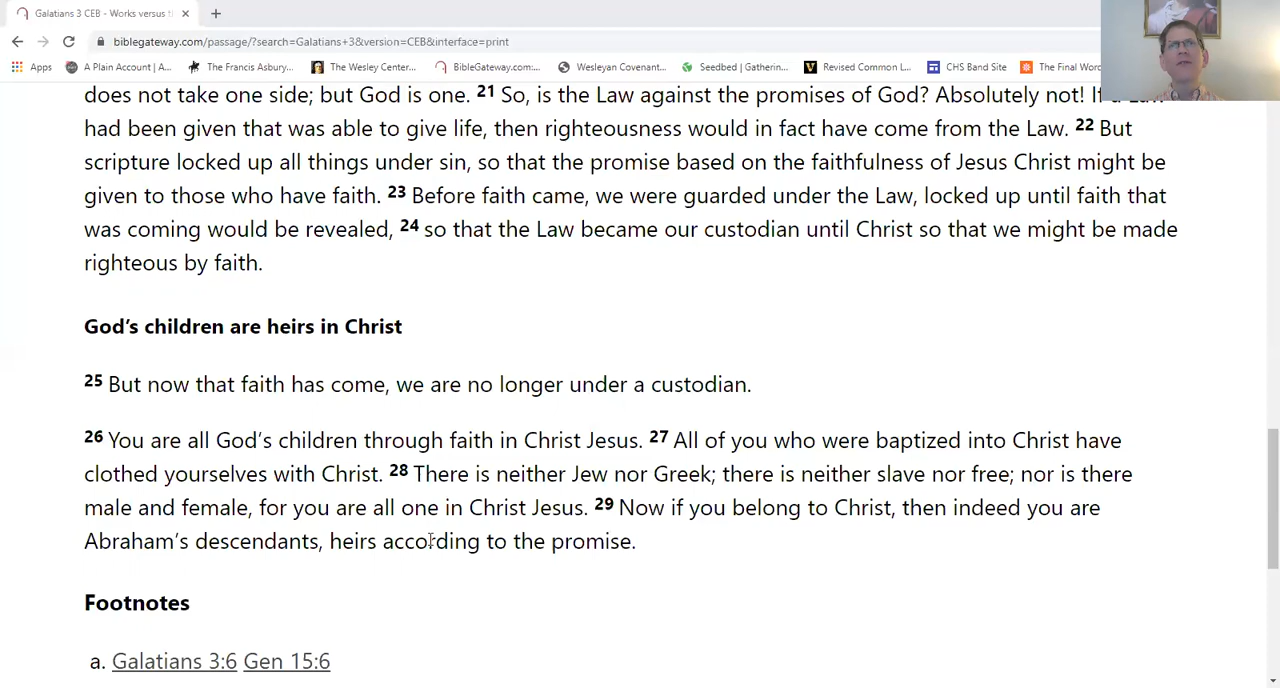 Galatians 3 CEB - Works versus t
biblegateway.com/passage/?search=Galatians+3&version=CEB&interface=print
Apps A Plain Account | A... The Francis Asbury... The Wesley Center... BibleGateway.com:... Wesleyan Covenant... Seedbed | Gatherin... Revised Common L... CHS Band Site The Final Word
does not take one side; but God is one. 21 So, is the Law against the promises of God? Absolutely not! If a Law
had been given that was able to give life, then righteousness would in fact have come from the Law. 22 But
scripture locked up all things under sin, so that the promise based on the faithfulness of Jesus Christ might be
given to those who have faith. 23 Before faith came, we were guarded under the Law, locked up until faith that
was coming would be revealed, 24 so that the Law became our custodian until Christ so that we might be made
righteous by faith.
God’s children are heirs in Christ
25 But now that faith has come, we are no longer under a custodian.
26 You are all God’s children through faith in Christ Jesus. 27 All of you who were baptized into Christ have
clothed yourselves with Christ. 28 There is neither Jew nor Greek; there is neither slave nor free; nor is there
male and female, for you are all one in Christ Jesus. 29 Now if you belong to Christ, then indeed you are
Abraham’s descendants, heirs according to the promise.
Footnotes
a. Galatians 3:6 Gen 15:6